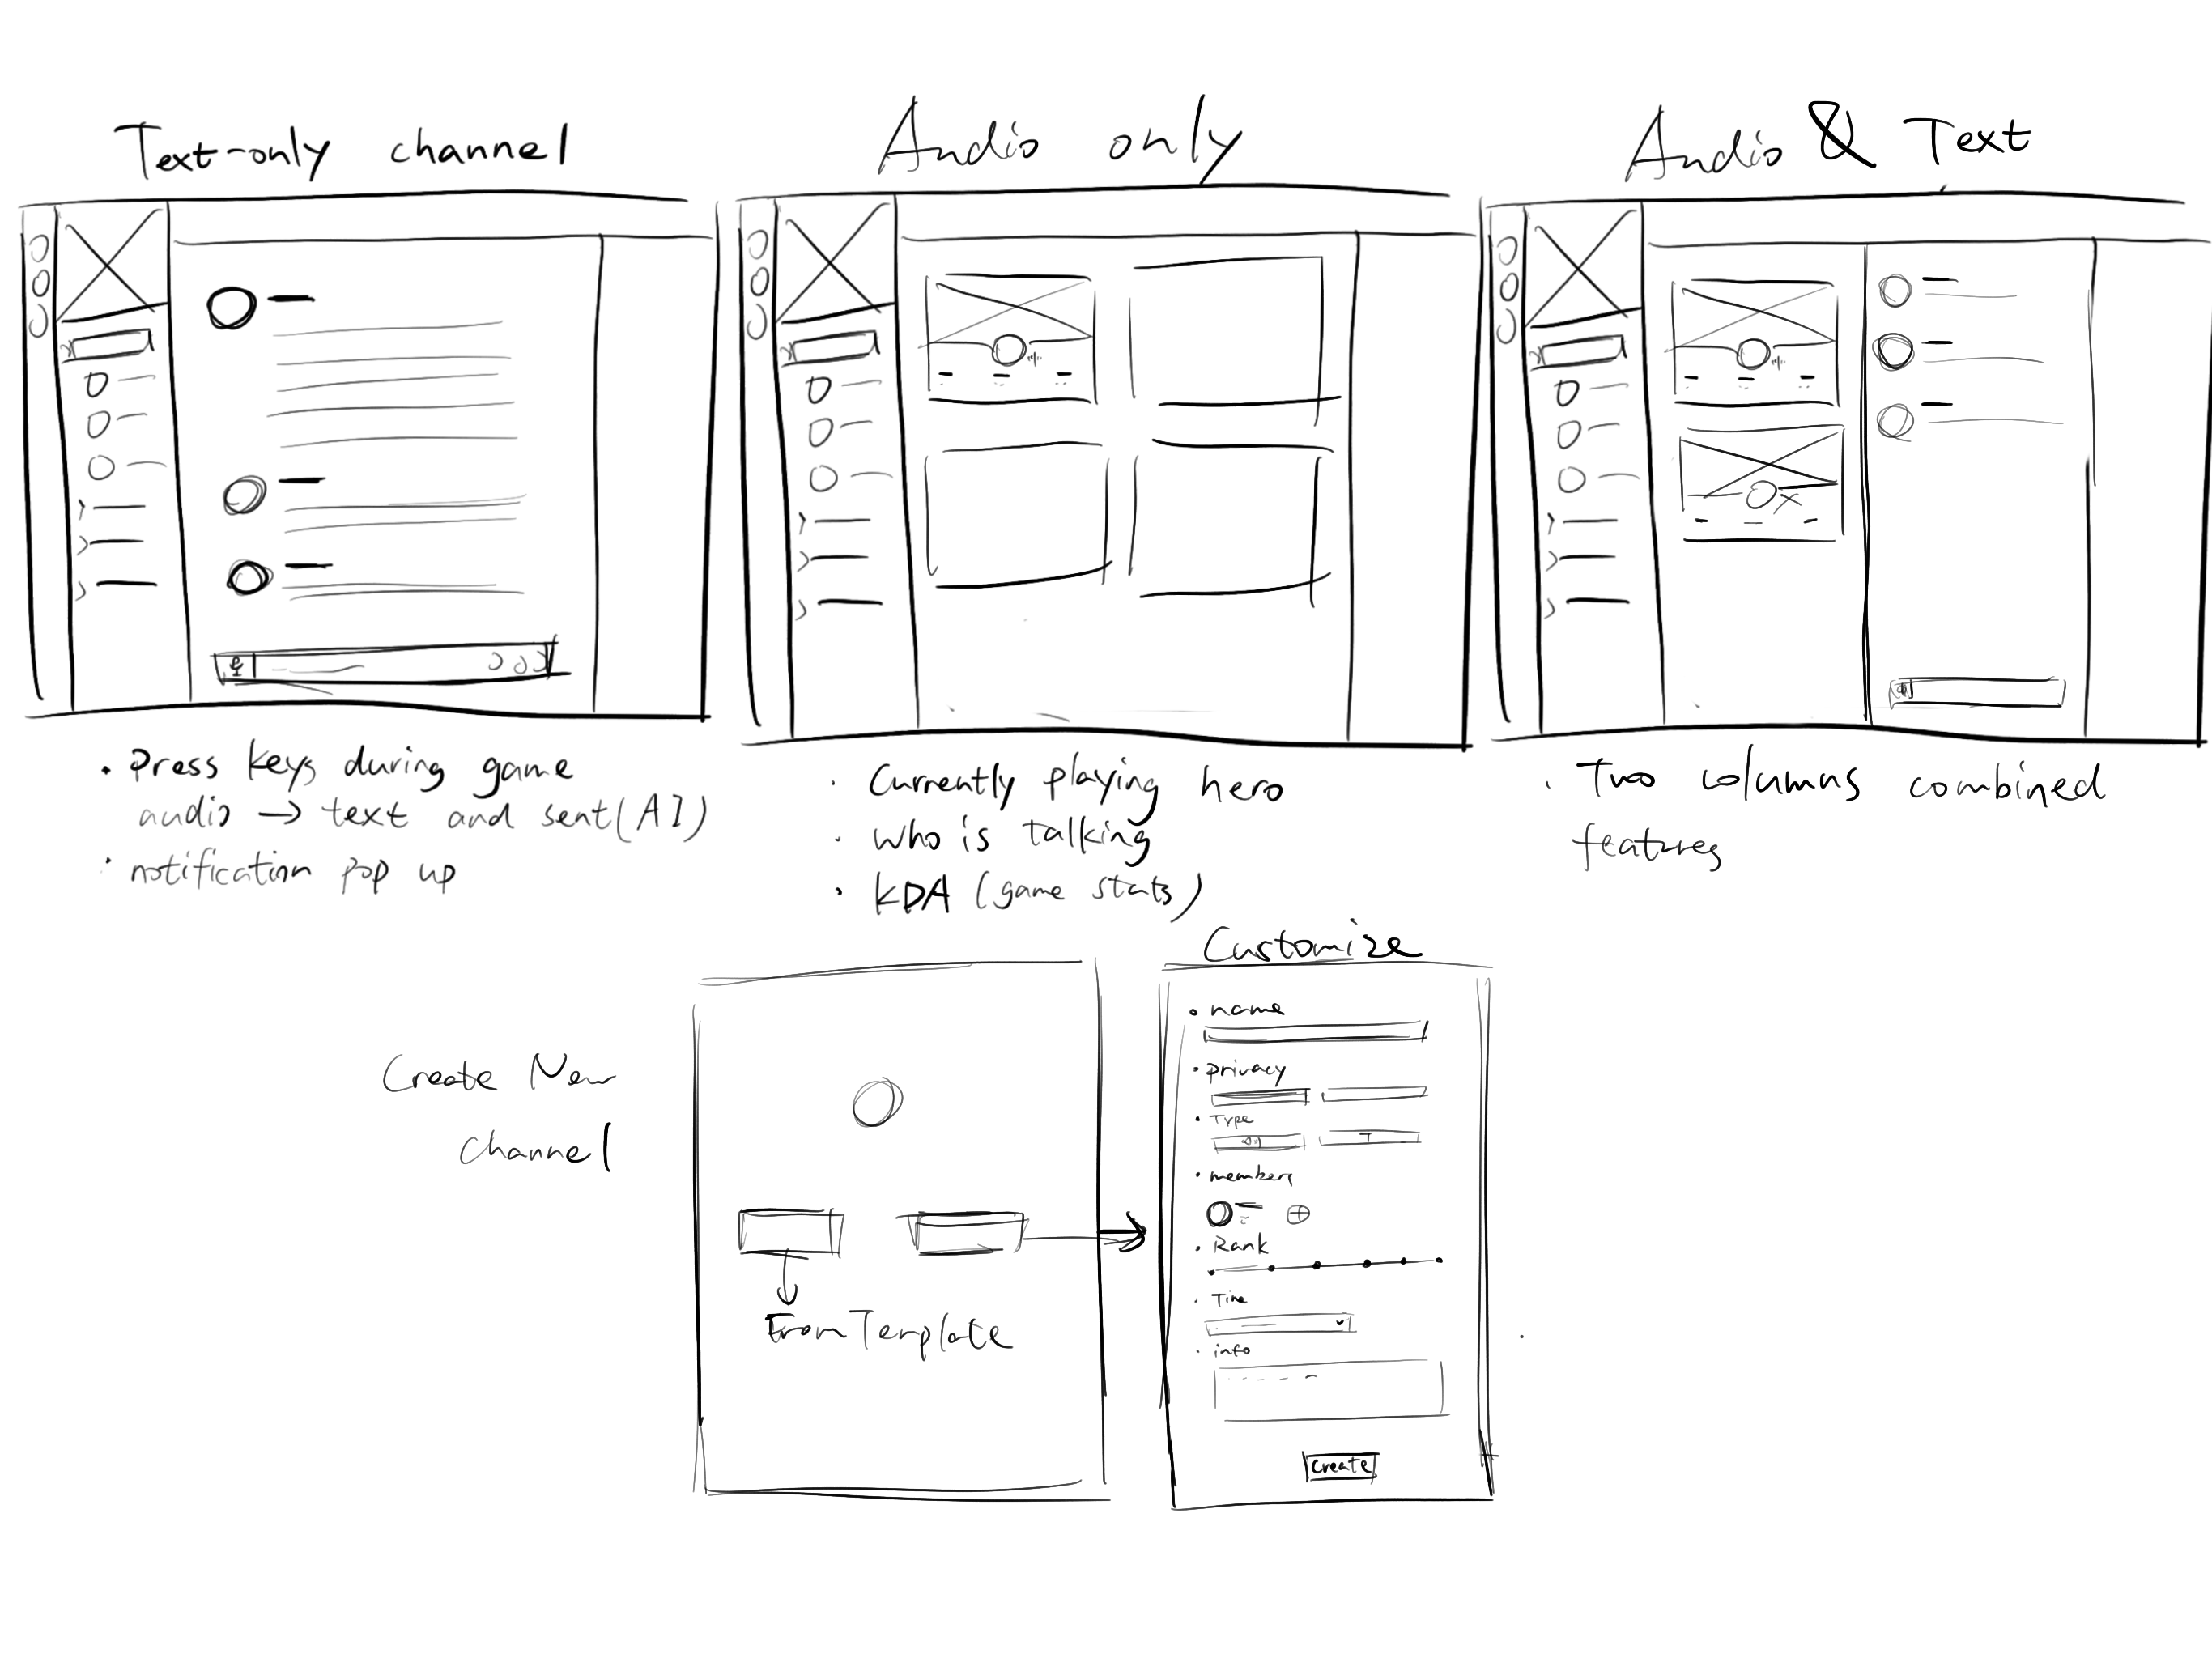 Text-only channel
Audio only
Audio & Text
• Press keys during game
audio → text and sent (AI)
• notification pop up
• Currently playing hero
• who is talking
• KDA (game stats)
• Two columns combined
features
Create New
channel
From Template
Customize
• name
• privacy
• Type
T
• members
• Rank
• Time
• info
Create